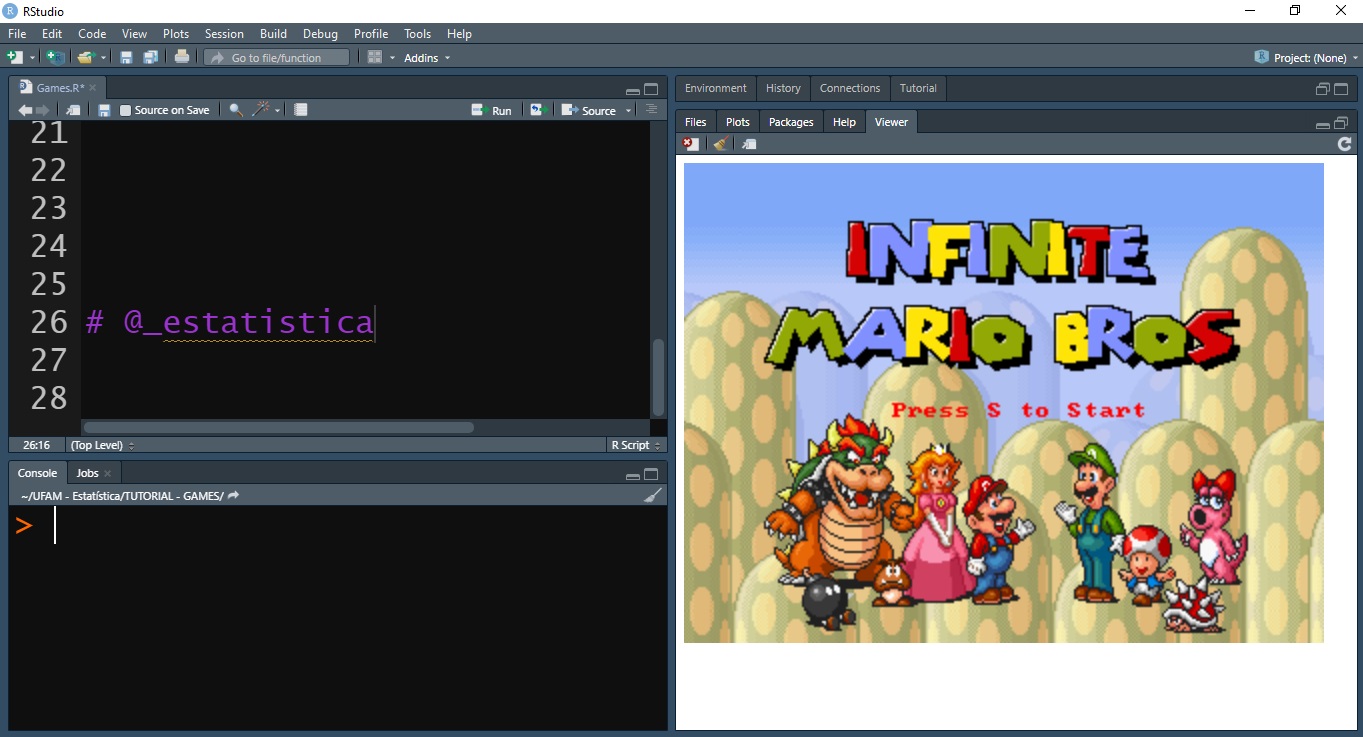 RStudio
File Edit Code View Plots Session Build Debug Profile Tools Help
Go to file/function Addins Project: (None)
Games.R*
Source on Save Run Source
21
22
23
24
25
26 # @_estatistica
27
28
26:16 (Top Level) R Script
Console Jobs
~/UFAM - Estatística/TUTORIAL - GAMES/
>
Environment History Connections Tutorial
Files Plots Packages Help Viewer
INFINITE
MARIO BROS
Press S to Start